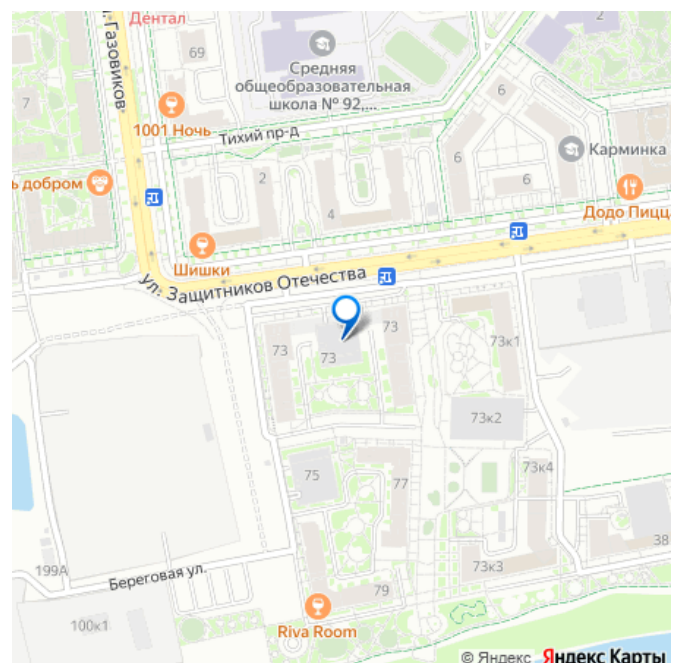 Дентал
69
2
Газовиков
Средняя
общеобразовательная
школа № 92,...
7
1001 Ночь
Тихий пр-д
6
Карминка
6
6
ь добром
2
4
Додо Пицца
Шишки
ул. Защитников Отечества
73
73
73
73к1
73к2
75
77
73к4
199А
Береговая ул.
38
73к3
79
100к1
Riva Room
© Яндекс Яндекс Карты